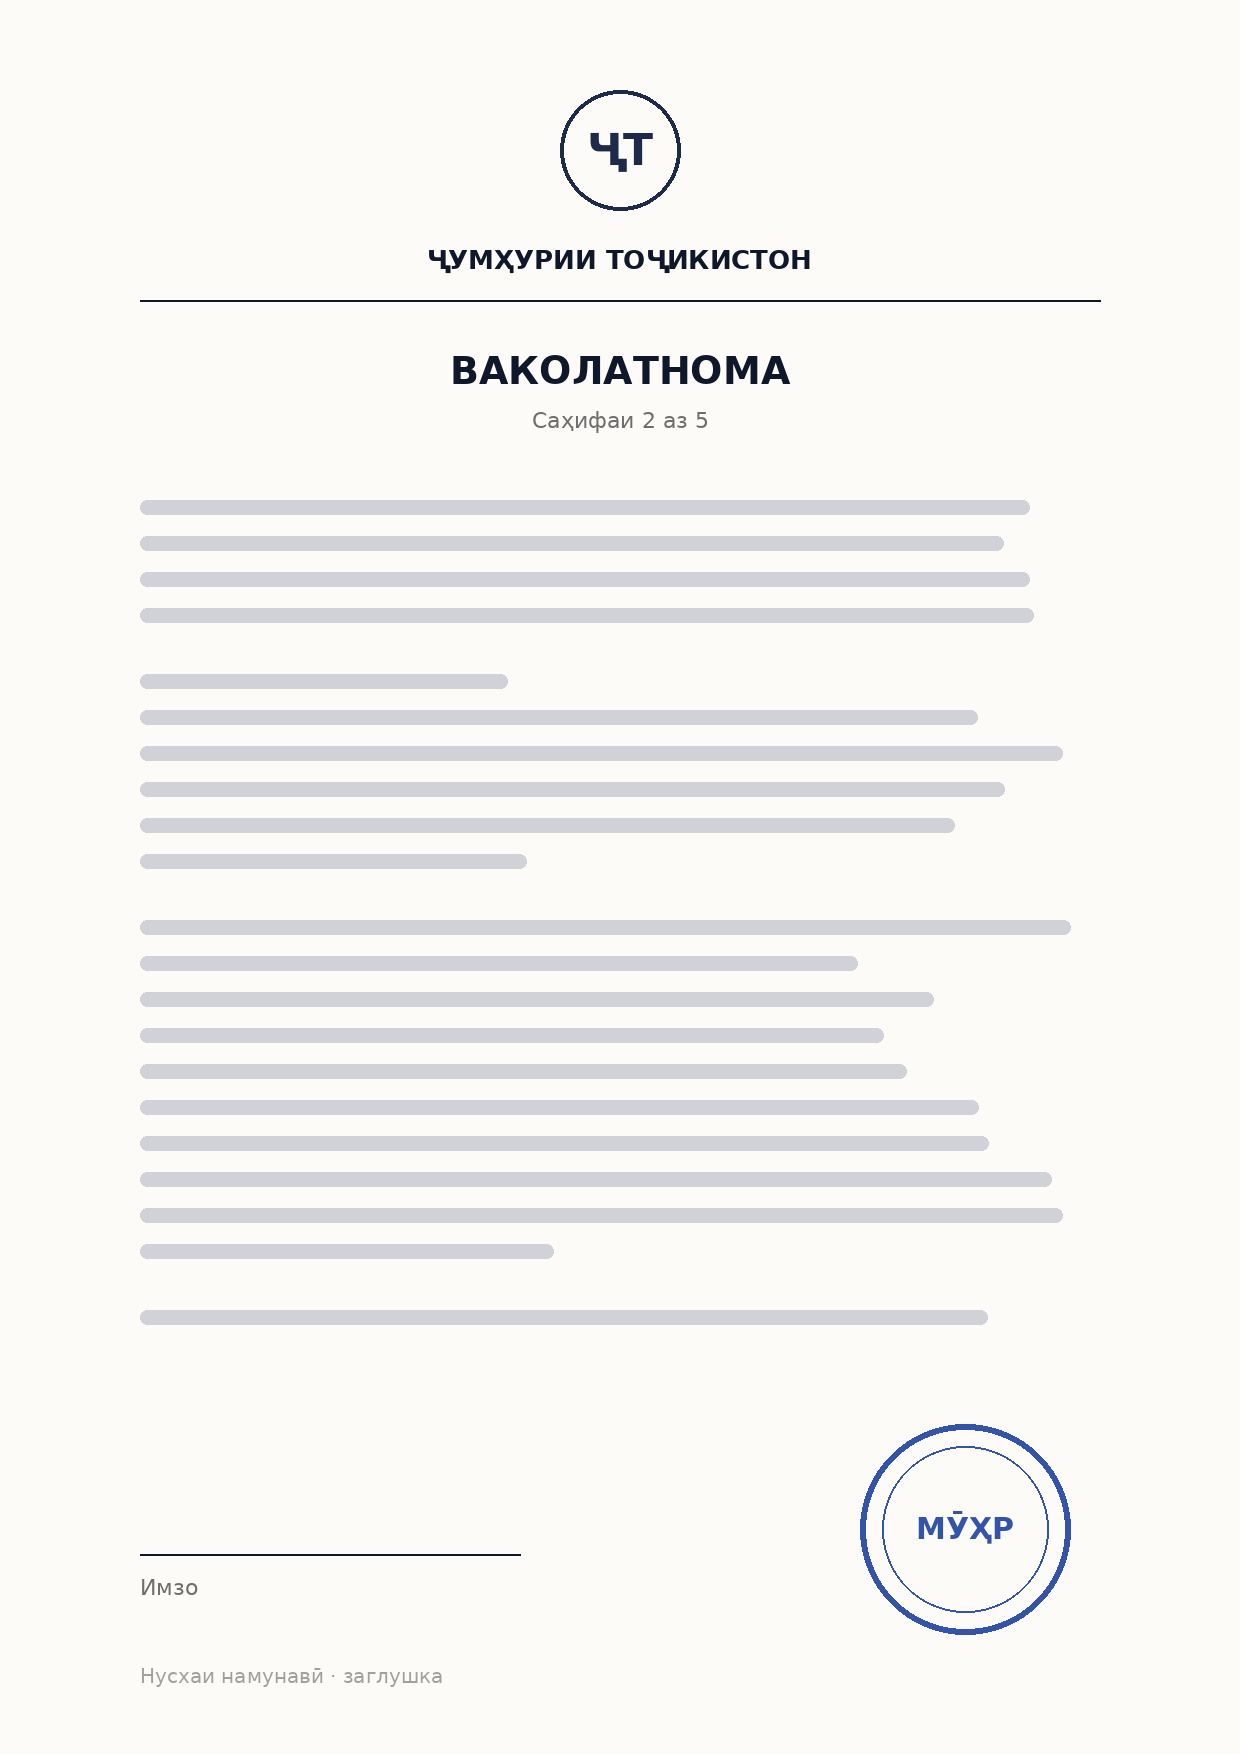 ҶТ
ҶУМҲУРИИ ТОҶИКИСТОН
ВАКОЛАТНОМА
Саҳифаи 2 аз 5
МӮҲР
Имзо
Нусхаи намунавӣ · заглушка